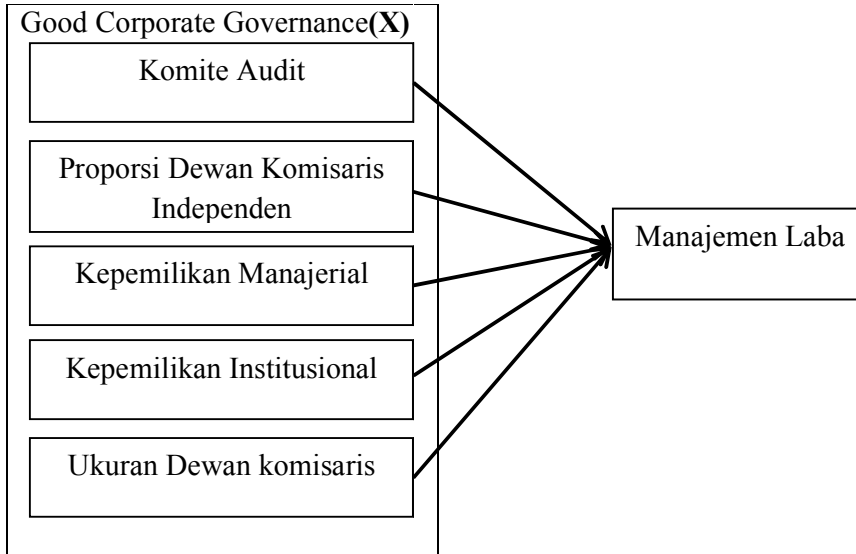 Good Corporate Governance(X)
Komite Audit
Proporsi Dewan Komisaris
Independen
Kepemilikan Manajerial
Kepemilikan Institusional
Ukuran Dewan komisaris
Manajemen Laba